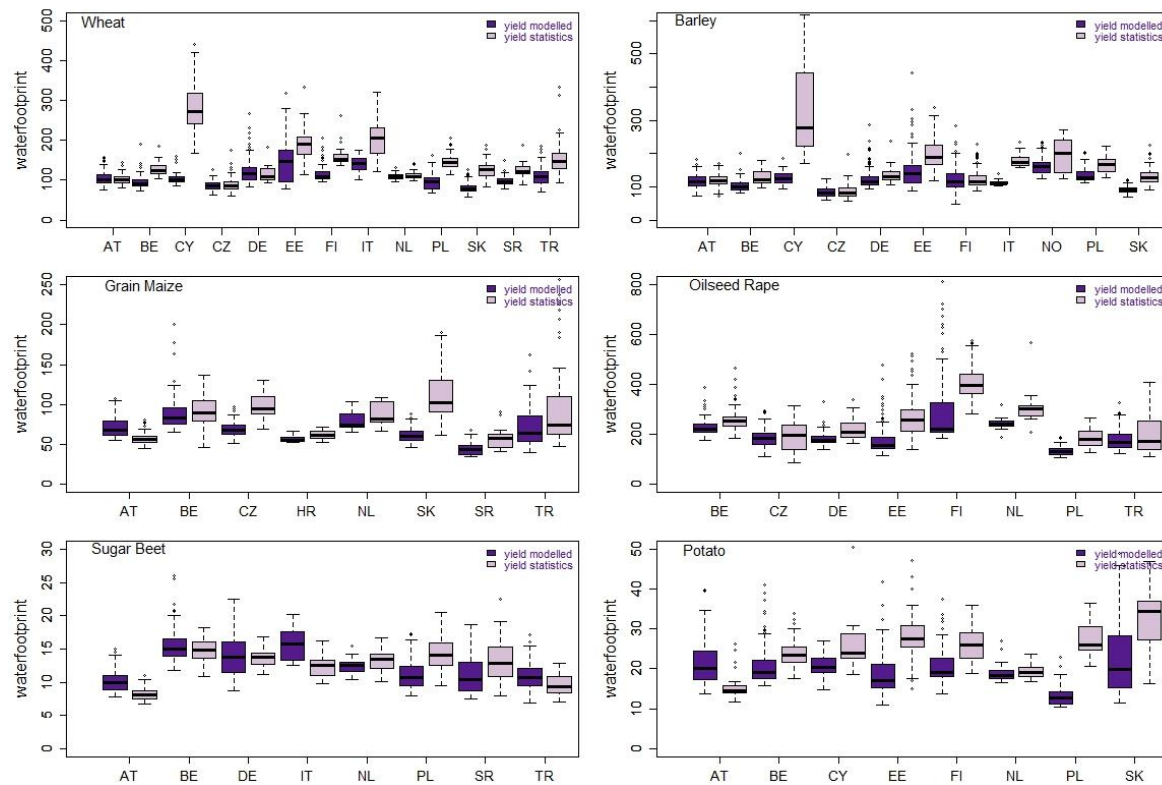 Wheat
yield modelled
yield statistics
waterfootprint
500
400
300
200
100
0
AT BE CY CZ DE EE FI IT NL PL SK SR TR
Barley
yield modelled
yield statistics
waterfootprint
500
300
100
0
AT BE CY CZ DE EE FI IT NO PL SK
Grain Maize
yield modelled
yield statistics
waterfootprint
250
200
150
100
50
0
AT BE CZ HR NL SK SR TR
Oilseed Rape
yield modelled
yield statistics
waterfootprint
800
600
400
200
0
BE CZ DE EE FI NL PL TR
Sugar Beet
yield modelled
yield statistics
waterfootprint
30
25
20
15
10
5
0
AT BE DE IT NL PL SR TR
Potato
yield modelled
yield statistics
waterfootprint
50
40
30
20
10
0
AT BE CY EE FI NL PL SK